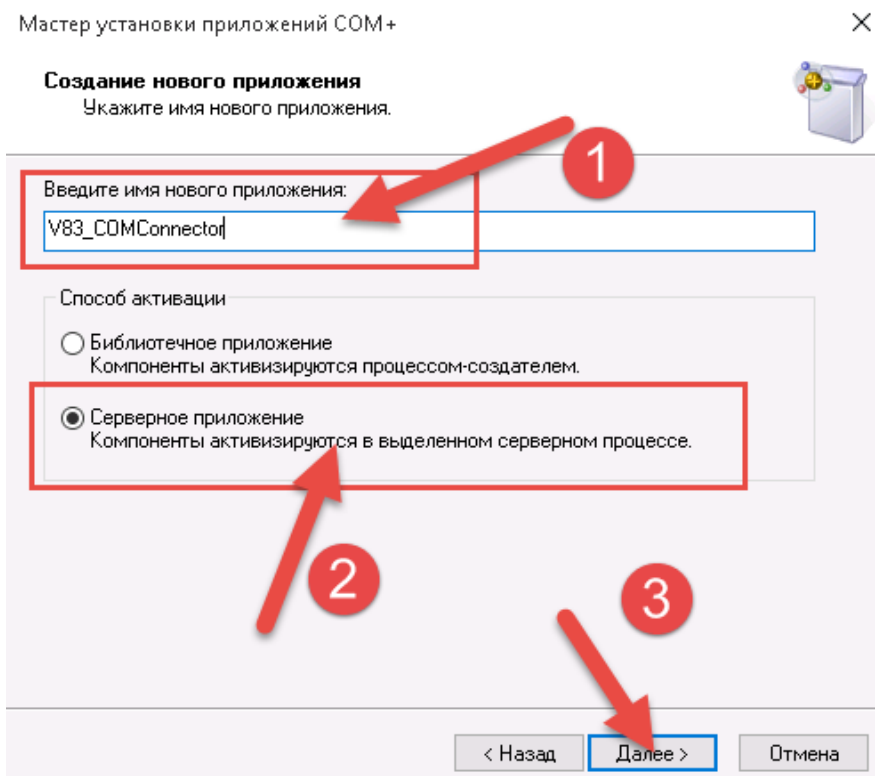 Мастер установки приложений COM+
Создание нового приложения
Укажите имя нового приложения.
1
Введите имя нового приложения:
V83_COMConnector
Способ активации
Библиотечное приложение
Компоненты активизируются процессом-создателем.
Серверное приложение
Компоненты активизируются в выделенном серверном процессе.
2
3
< Назад
Далее >
Отмена